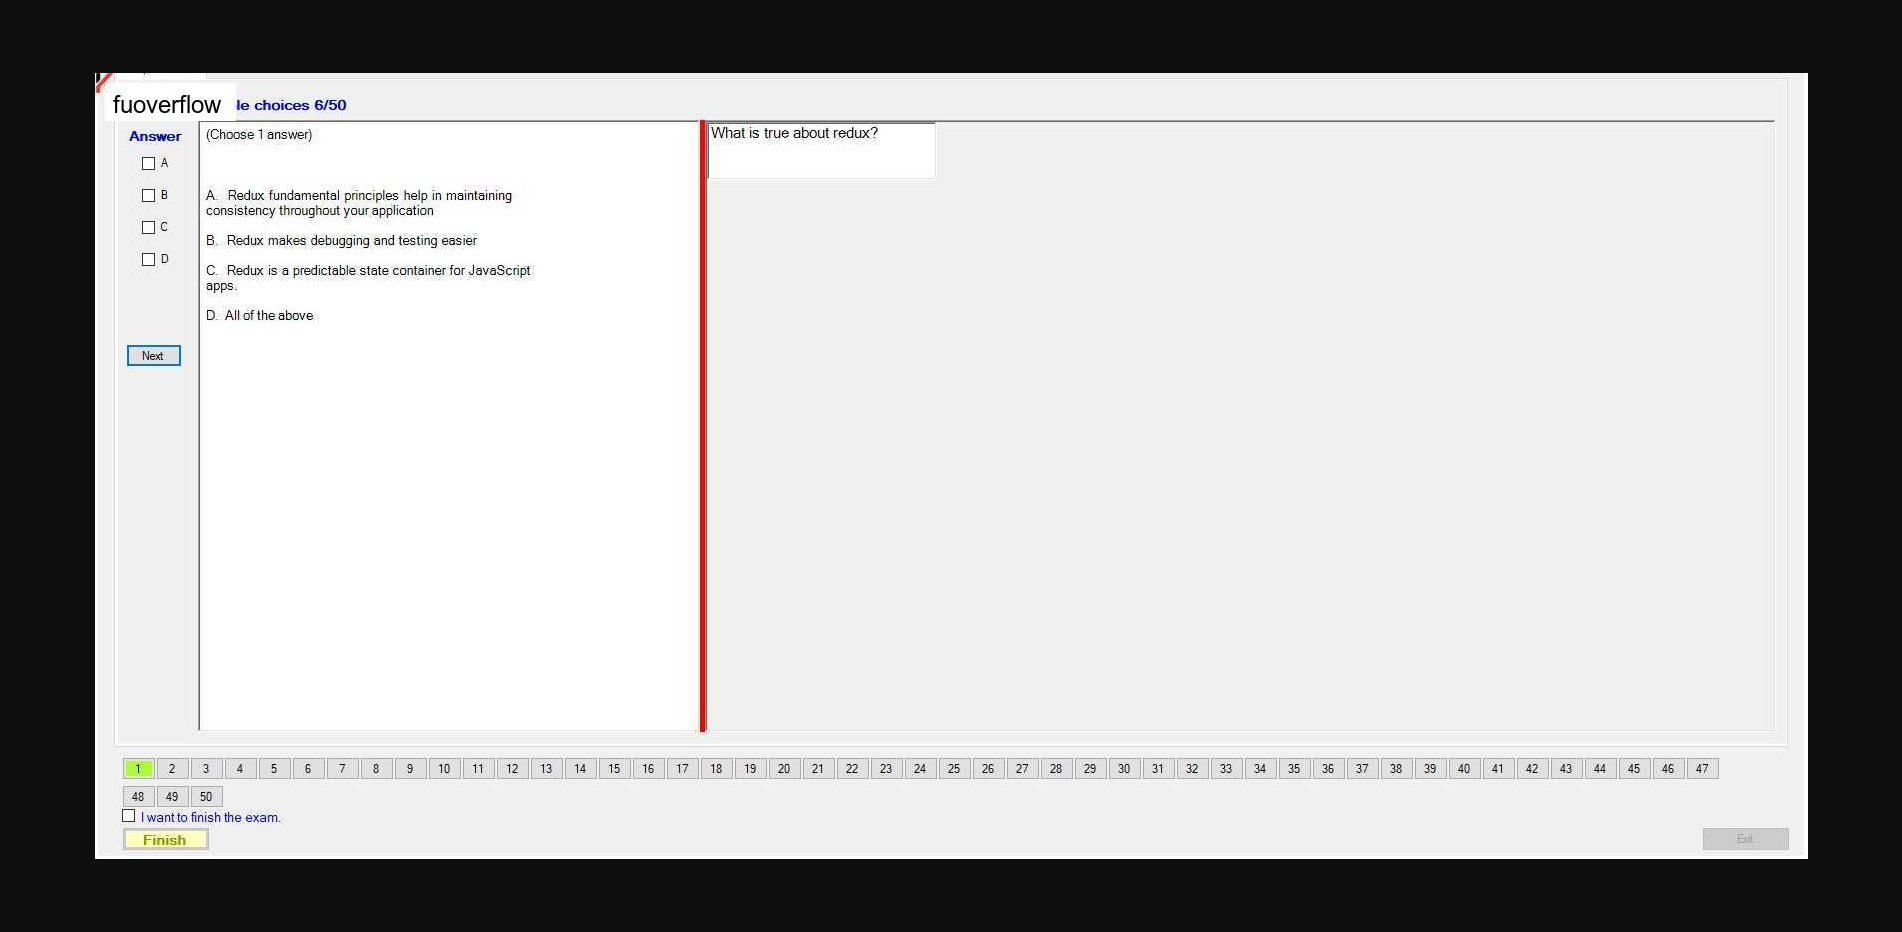 fuoverflow
le choices 6/50
Answer
(Choose 1 answer)
What is true about redux?
A
B
C
D
A. Redux fundamental principles help in maintaining
consistency throughout your application
B. Redux makes debugging and testing easier
C. Redux is a predictable state container for JavaScript
apps.
D. All of the above
Next
1 2 3 4 5 6 7 8 9 10 11 12 13 14 15 16 17 18 19 20 21 22 23 24 25 26 27 28 29 30 31 32 33 34 35 36 37 38 39 40 41 42 43 44 45 46 47
48 49 50
I want to finish the exam.
Finish
Exit